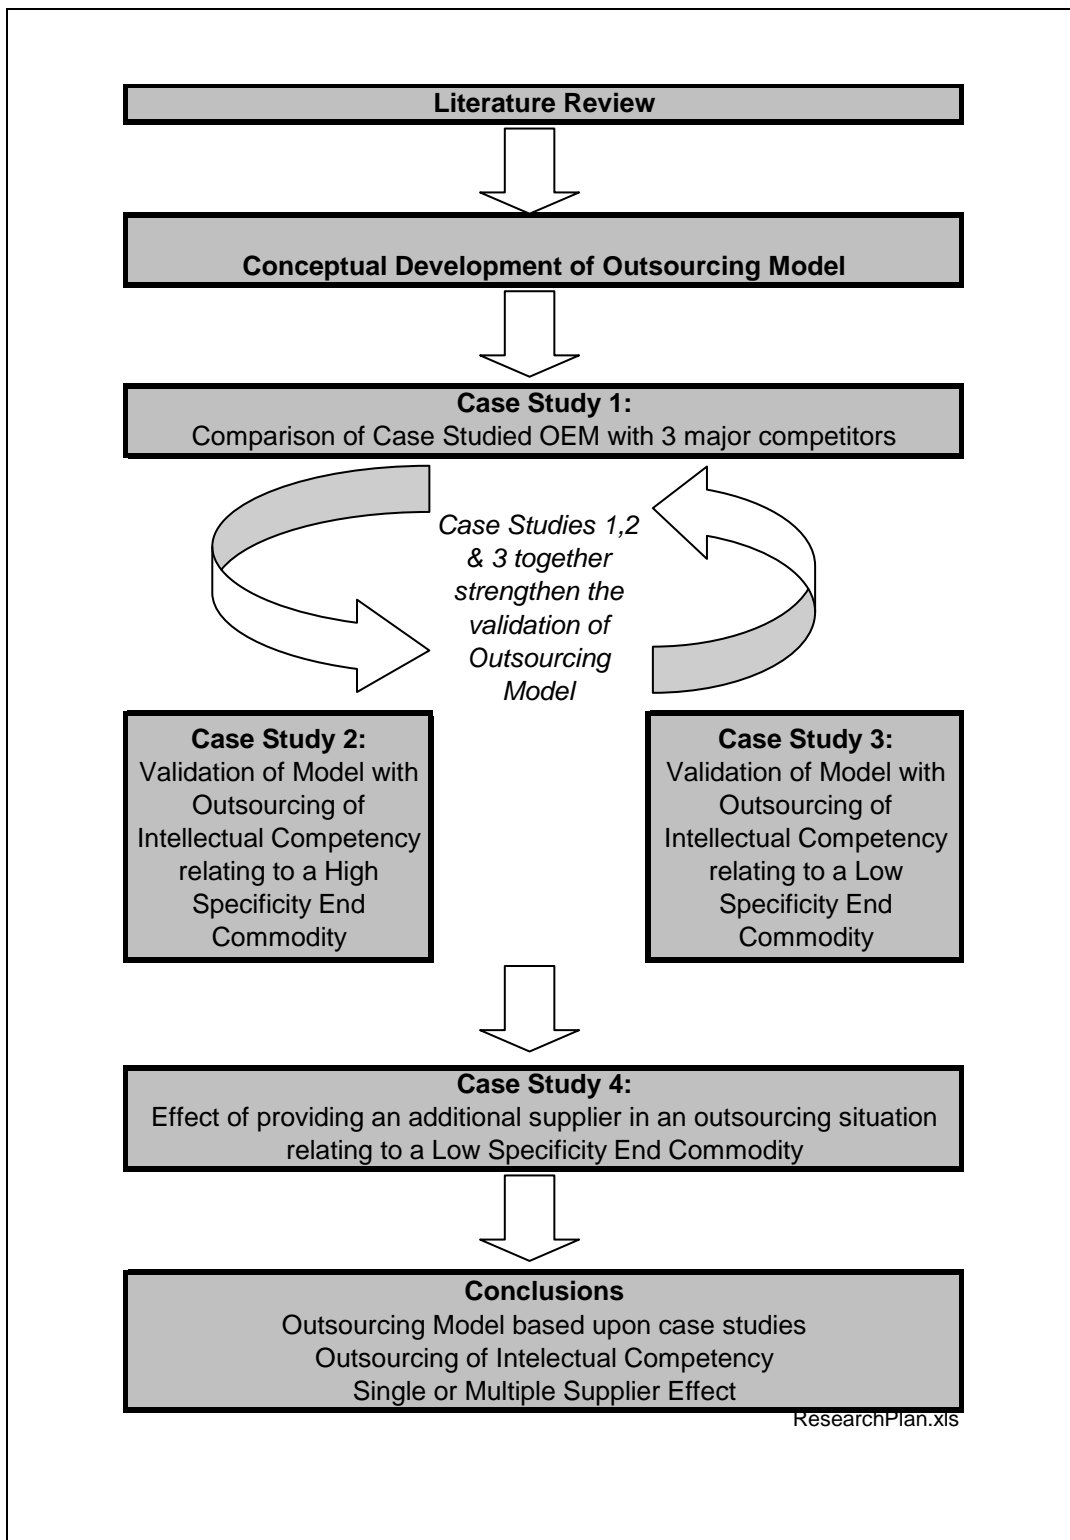 Literature Review
Conceptual Development of Outsourcing Model
Case Study 1:
Comparison of Case Studied OEM with 3 major competitors
Case Studies 1,2
& 3 together
strengthen the
validation of
Outsourcing
Model
Case Study 2:
Validation of Model with
Outsourcing of
Intellectual Competency
relating to a High
Specificity End
Commodity
Case Study 3:
Validation of Model with
Outsourcing of
Intellectual Competency
relating to a Low
Specificity End
Commodity
Case Study 4:
Effect of providing an additional supplier in an outsourcing situation
relating to a Low Specificity End Commodity
Conclusions
Outsourcing Model based upon case studies
Outsourcing of Intelectual Competency
Single or Multiple Supplier Effect
ResearchPlan.xls